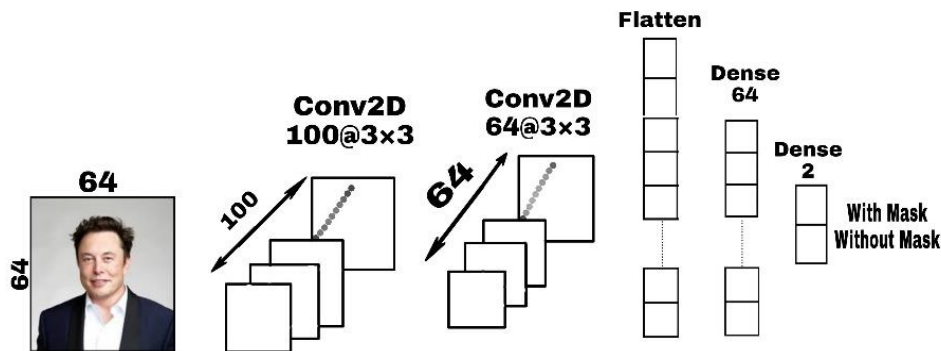 64
64
Conv2D
100@3×3
100
Conv2D
64@3×3
64
Flatten
Dense
64
Dense
2
With Mask
Without Mask